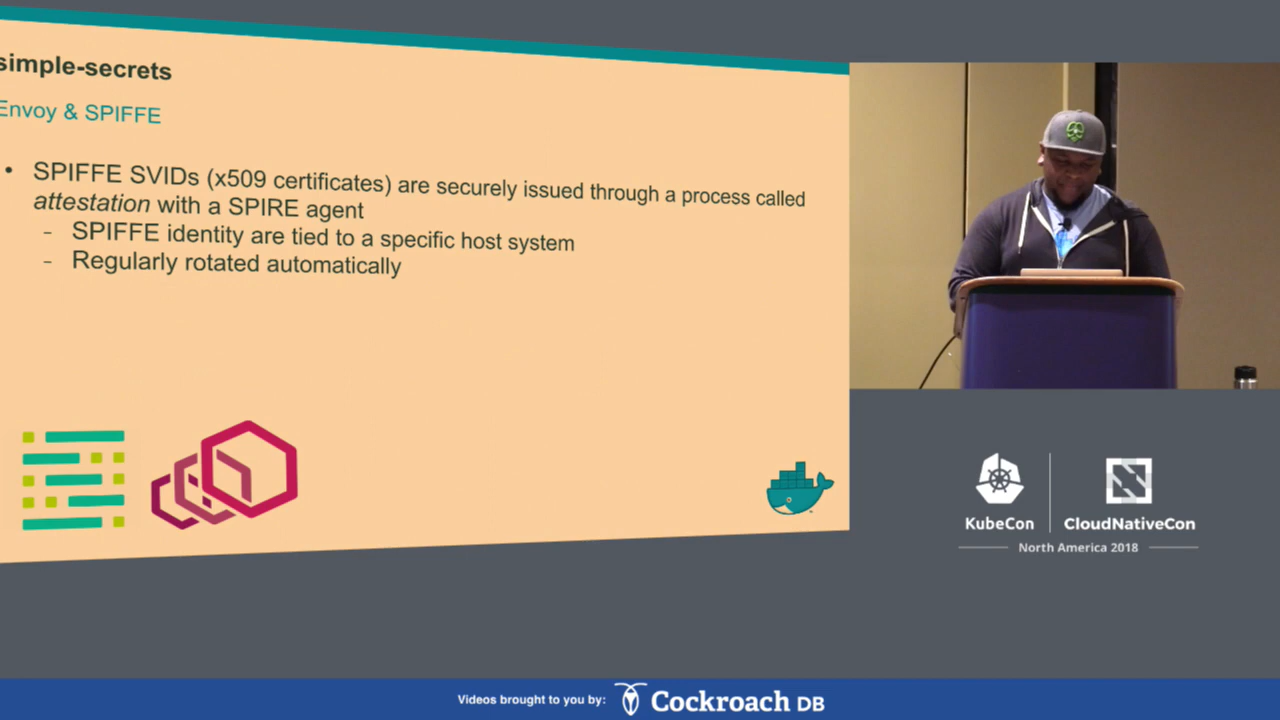 simple-secrets
Envoy & SPIFFE
• SPIFFE SVIDs (x509 certificates) are securely issued through a process called
attestation with a SPIRE agent
- SPIFFE identity are tied to a specific host system
- Regularly rotated automatically
KubeCon
CloudNativeCon
North America 2018
Videos brought to you by:
Cockroach DB